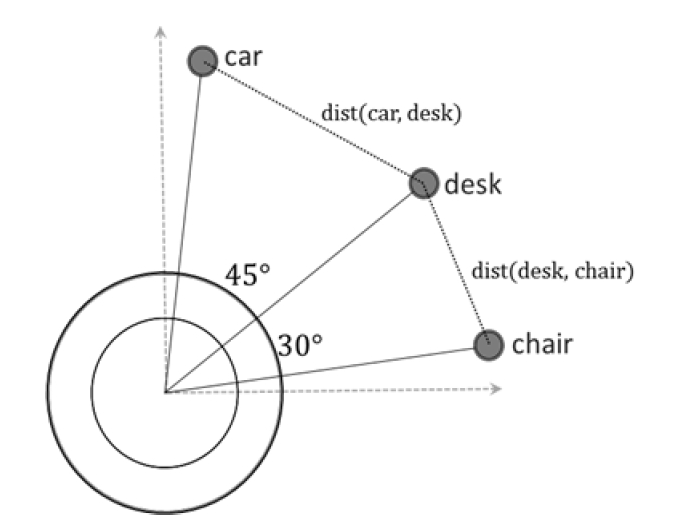 car
dist(car, desk)
desk
45°
dist(desk, chair)
30°
chair